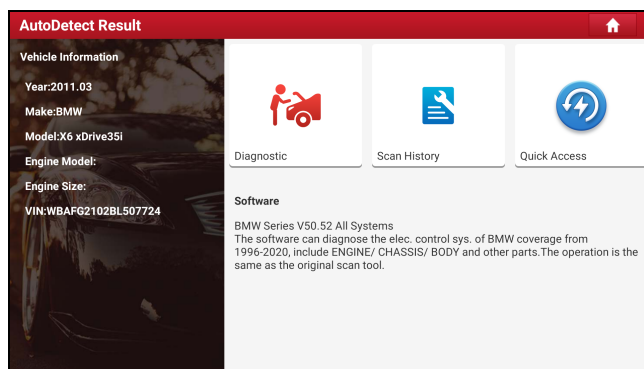 AutoDetect Result
Vehicle Information
Year:2011.03
Make:BMW
Model:X6 xDrive35i
Engine Model:
Engine Size:
VIN:WBAFG2102BL507724
Diagnostic
Scan History
Quick Access
Software
BMW Series V50.52 All Systems
The software can diagnose the elec. control sys. of BMW coverage from
1996-2020, include ENGINE/ CHASSIS/ BODY and other parts.The operation is the
same as the original scan tool.